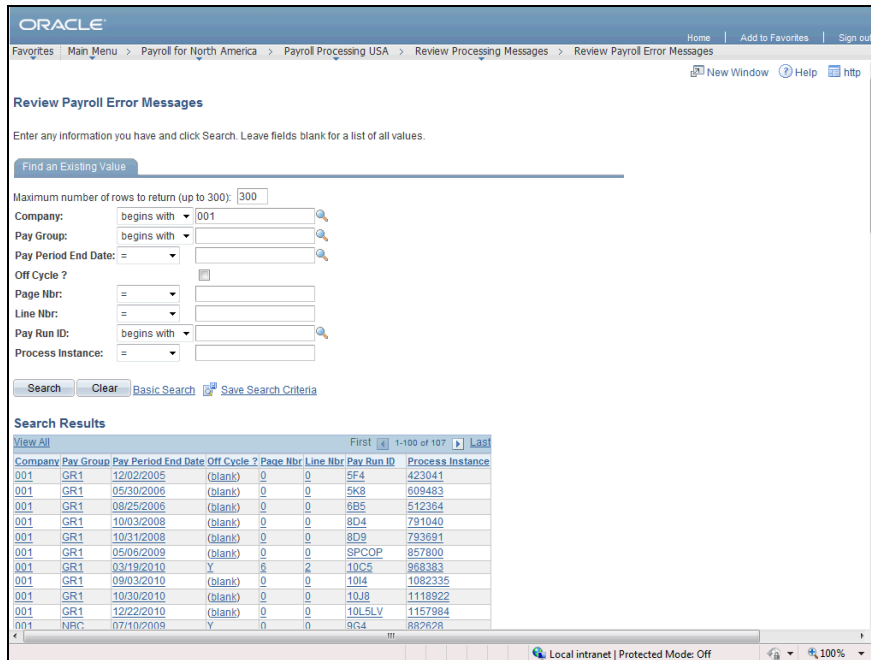 ORACLE
Home | Add to Favorites | Sign out
Favorites Main Menu > Payroll for North America > Payroll Processing USA > Review Processing Messages > Review Payroll Error Messages
New Window Help http
Review Payroll Error Messages
Enter any information you have and click Search. Leave fields blank for a list of all values.
Find an Existing Value
Maximum number of rows to return (up to 300): 300
Company: begins with 001
Pay Group: begins with
Pay Period End Date: =
Off Cycle ?
Page Nbr: =
Line Nbr: =
Pay Run ID: begins with
Process Instance: =
Search Clear Basic Search Save Search Criteria
Search Results
View All First 1-100 of 107 Last
Company Pay Group Pay Period End Date Off Cycle ? Page Nbr Line Nbr Pay Run ID Process Instance
001 GR1 12/02/2005 (blank) 0 0 5F4 423041
001 GR1 05/30/2006 (blank) 0 0 5K8 609483
001 GR1 08/25/2006 (blank) 0 0 6B5 512364
001 GR1 10/03/2008 (blank) 0 0 8D4 791040
001 GR1 10/31/2008 (blank) 0 0 8D9 793691
001 GR1 05/06/2009 (blank) 0 0 SPCOP 857800
001 GR1 03/19/2010 Y 6 2 10C5 968383
001 GR1 09/03/2010 (blank) 0 0 10I4 1082335
001 GR1 10/30/2010 (blank) 0 0 10J8 1118922
001 GR1 12/22/2010 (blank) 0 0 10L5LV 1157984
001 NBC 07/10/2009 Y 0 0 9G4 882628
Local intranet | Protected Mode: Off 100%